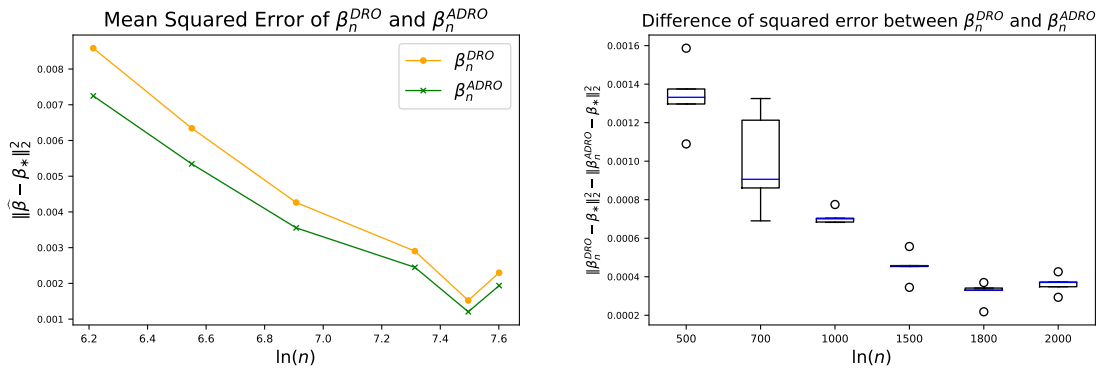 Mean Squared Error of β_n^{DRO} and β_n^{ADRO}
‖β̂ − β_*‖_2^2
0.008
0.007
0.006
0.005
0.004
0.003
0.002
0.001
β_n^{DRO}
β_n^{ADRO}
6.2 6.4 6.6 6.8 7.0 7.2 7.4 7.6
ln(n)
Difference of squared error between β_n^{DRO} and β_n^{ADRO}
‖β_n^{DRO} − β_*‖_2^2 − ‖β_n^{ADRO} − β_*‖_2^2
0.0016
0.0014
0.0012
0.0010
0.0008
0.0006
0.0004
0.0002
500 700 1000 1500 1800 2000
ln(n)